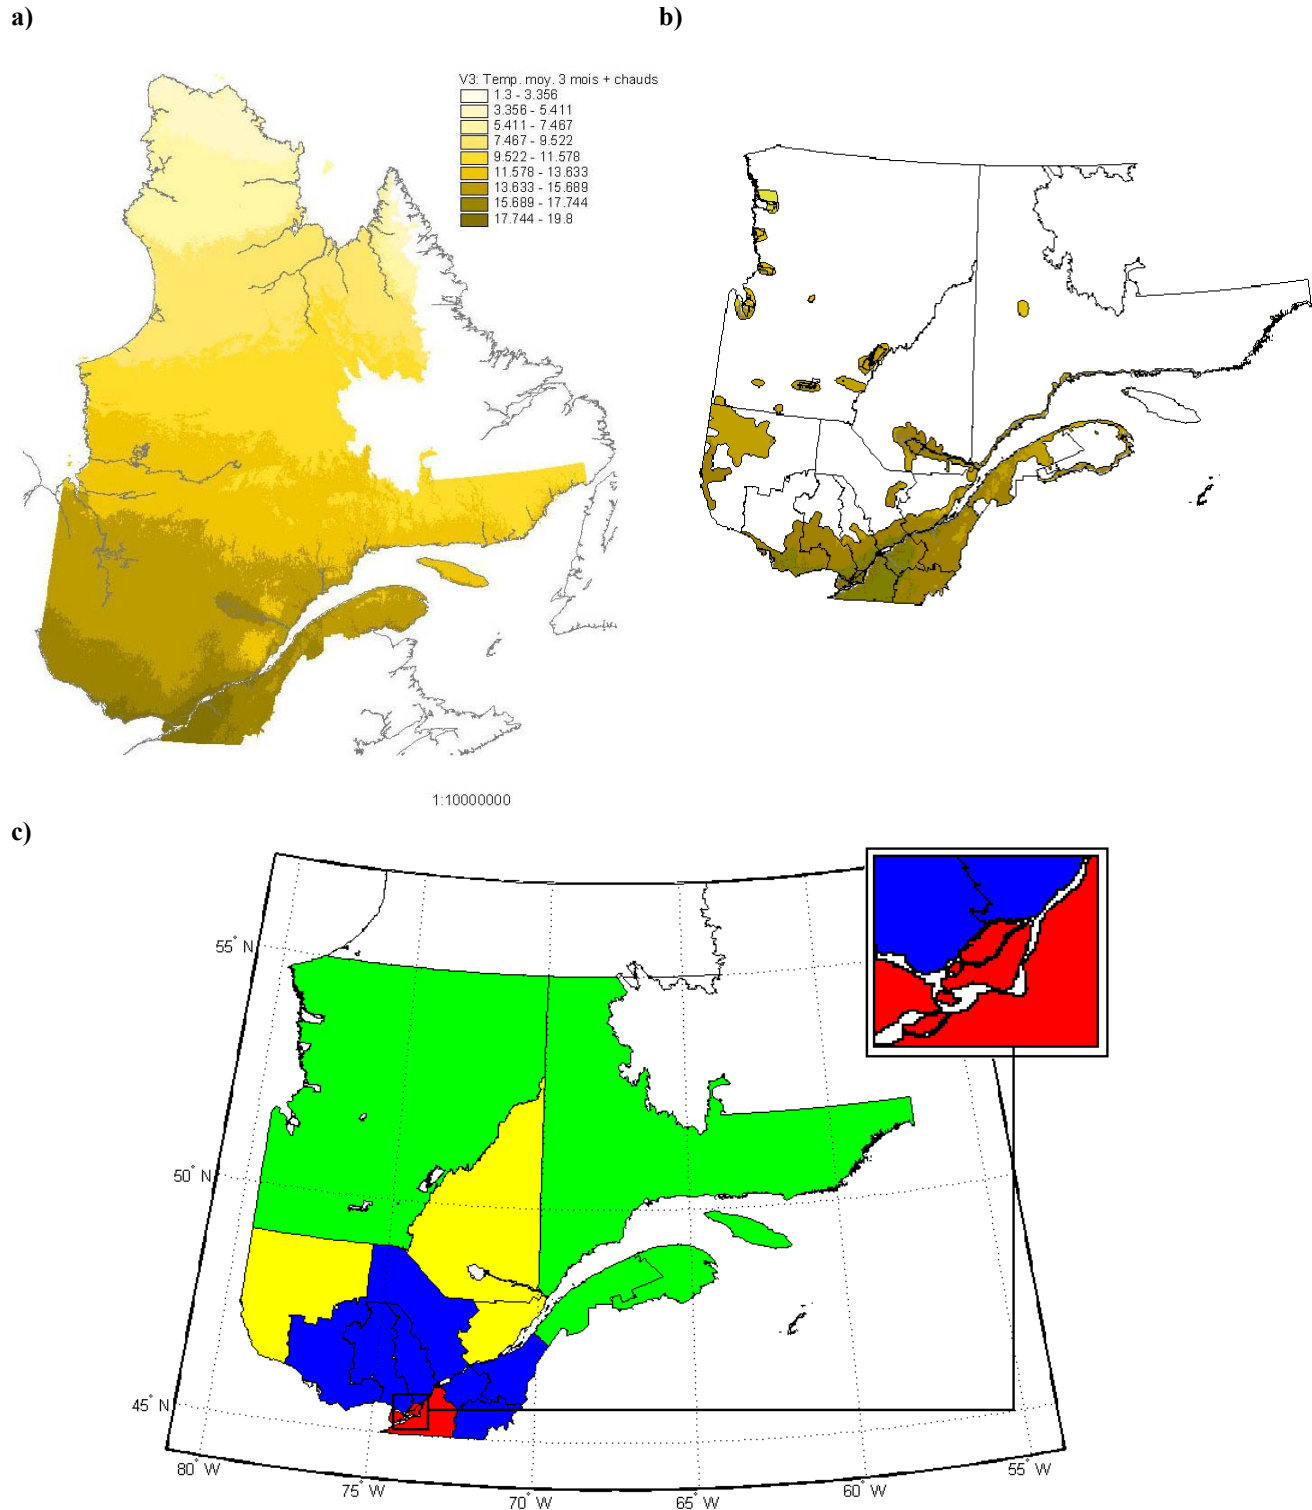 a)
b)
V3: Temp. moy. 3 mois + chauds
1.3 - 3.356
3.356 - 5.411
5.411 - 7.467
7.467 - 9.522
9.522 - 11.578
11.578 - 13.633
13.633 - 15.689
15.689 - 17.744
17.744 - 19.8
1:10000000
c)
55° N
50° N
45° N
80° W
75° W
70° W
65° W
60° W
55° W